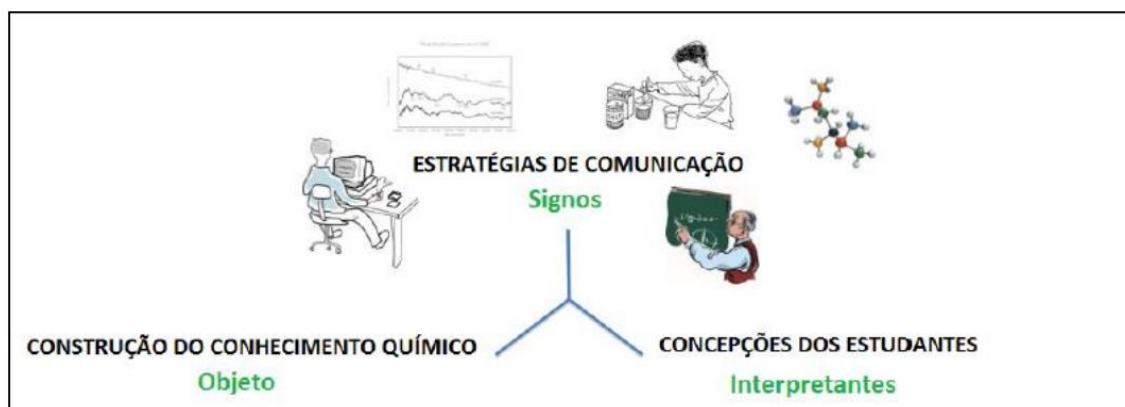 ESTRATÉGIAS DE COMUNICAÇÃO
Signos
CONSTRUÇÃO DO CONHECIMENTO QUÍMICO
Objeto
CONCEPÇÕES DOS ESTUDANTES
Interpretantes